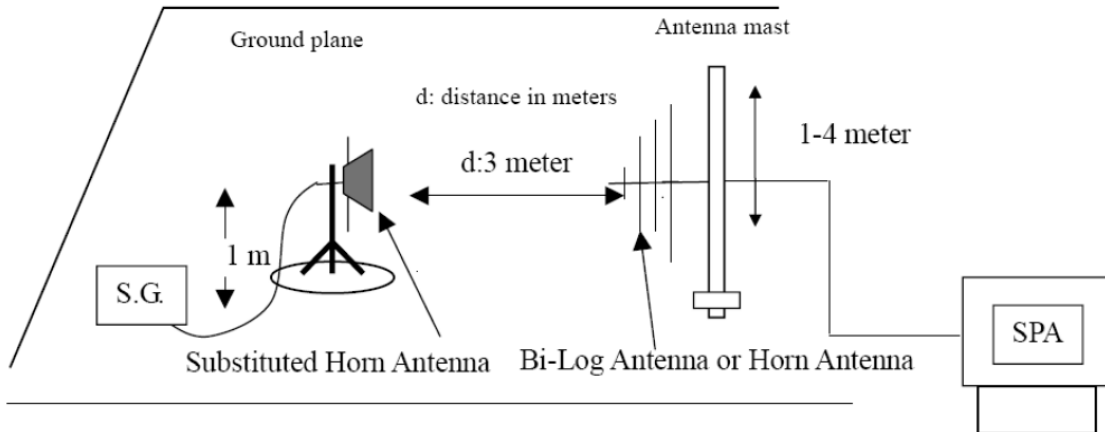 Ground plane
Antenna mast
d: distance in meters
1-4 meter
d:3 meter
1 m
S.G.
SPA
Substituted Horn Antenna
Bi-Log Antenna or Horn Antenna